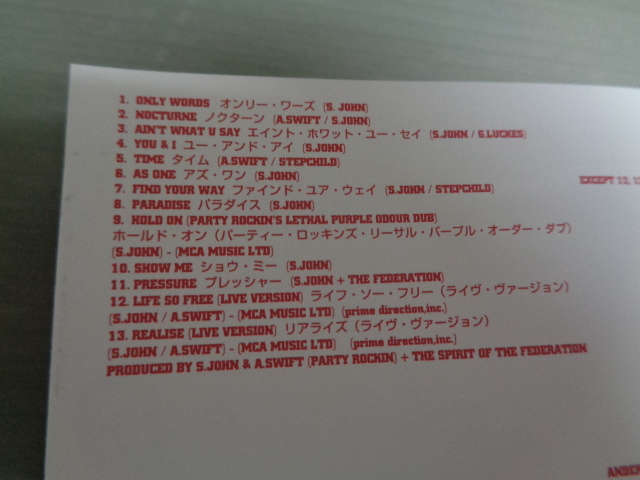 1. ONLY WORDS オンリー・ワーズ (S. JOHN)
2. NOCTURNE ノクターン (A.SWIFT / S.JOHN)
3. AIN'T WHAT U SAY エイント・ホワット・ユー・セイ (S.JOHN / G.LUCKES)
4. YOU & I ユー・アンド・アイ (S.JOHN)
5. TIME タイム (A.SWIFT / STEPCHILD)
6. AS ONE アズ・ワン (S.JOHN)
7. FIND YOUR WAY ファインド・ユア・ウェイ (S.JOHN / STEPCHILD)
EXCEPT 12.
8. PARADISE パラダイス (S.JOHN)
9. HOLD ON (PARTY ROCKIN'S LETHAL PURPLE ODOUR DUB)
ホールド・オン (パーティー・ロッキンズ・リーサル・パープル・オーダー・ダブ)
(S.JOHN) - (MCA MUSIC LTD)
10. SHOW ME ショウ・ミー (S.JOHN)
11. PRESSURE プレッシャー (S.JOHN + THE FEDERATION)
12. LIFE SO FREE (LIVE VERSION) ライフ・ソー・フリー (ライヴ・ヴァージョン)
(S.JOHN / A.SWIFT) - (MCA MUSIC LTD) (prime direction,inc.)
13. REALISE (LIVE VERSION) リアライズ (ライヴ・ヴァージョン)
(S.JOHN / A.SWIFT) - (MCA MUSIC LTD) (prime direction,inc.)
PRODUCED BY S.JOHN & A.SWIFT (PARTY ROCKIN) + THE SPIRIT OF THE FEDERATION